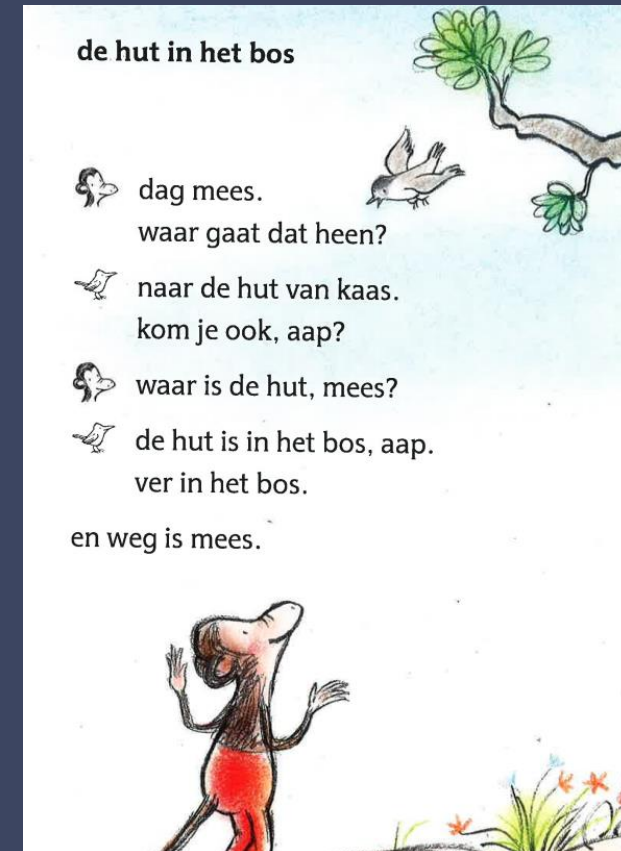 de hut in het bos
dag mees.
waar gaat dat heen?
naar de hut van kaas.
kom je ook, aap?
waar is de hut, mees?
de hut is in het bos, aap.
ver in het bos.
en weg is mees.